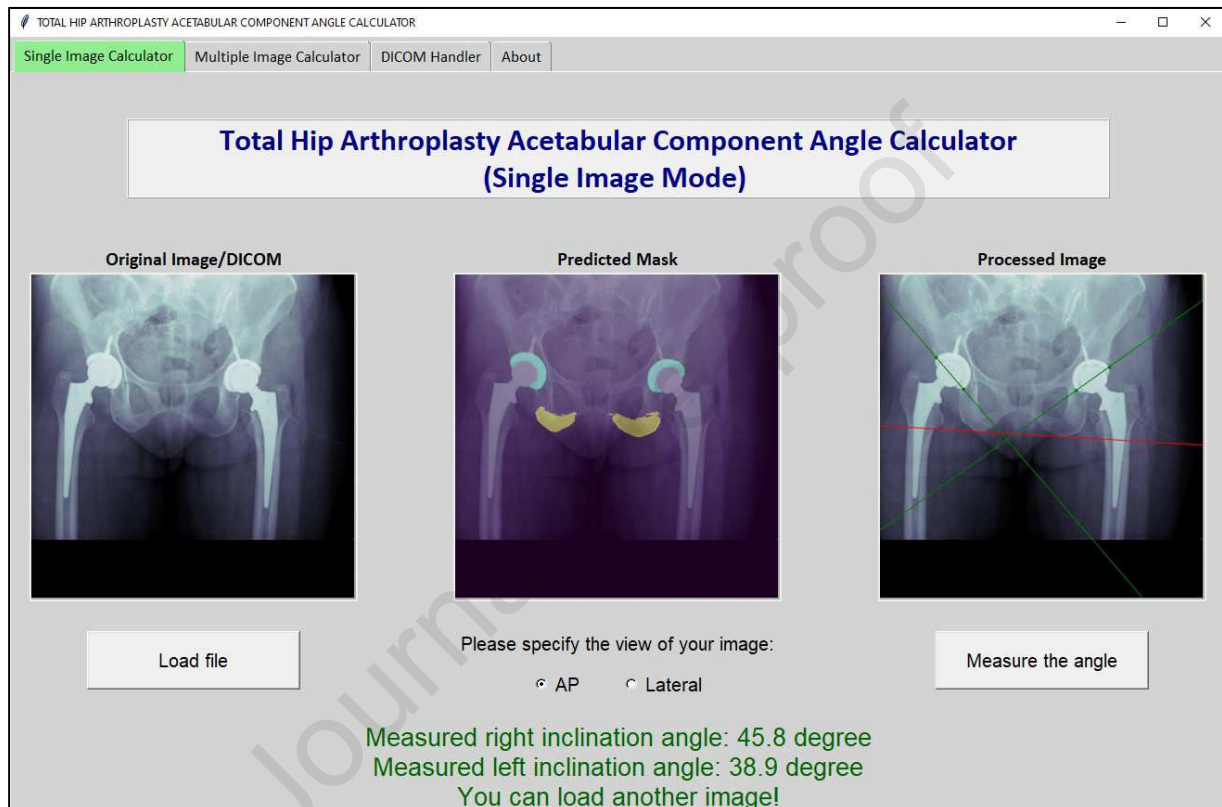 TOTAL HIP ARTHROPLASTY ACETABULAR COMPONENT ANGLE CALCULATOR
Single Image Calculator Multiple Image Calculator DICOM Handler About
Total Hip Arthroplasty Acetabular Component Angle Calculator
(Single Image Mode)
Original Image/DICOM Predicted Mask Processed Image
Load file
Please specify the view of your image:
AP Lateral
Measure the angle
Measured right inclination angle: 45.8 degree
Measured left inclination angle: 38.9 degree
You can load another image!